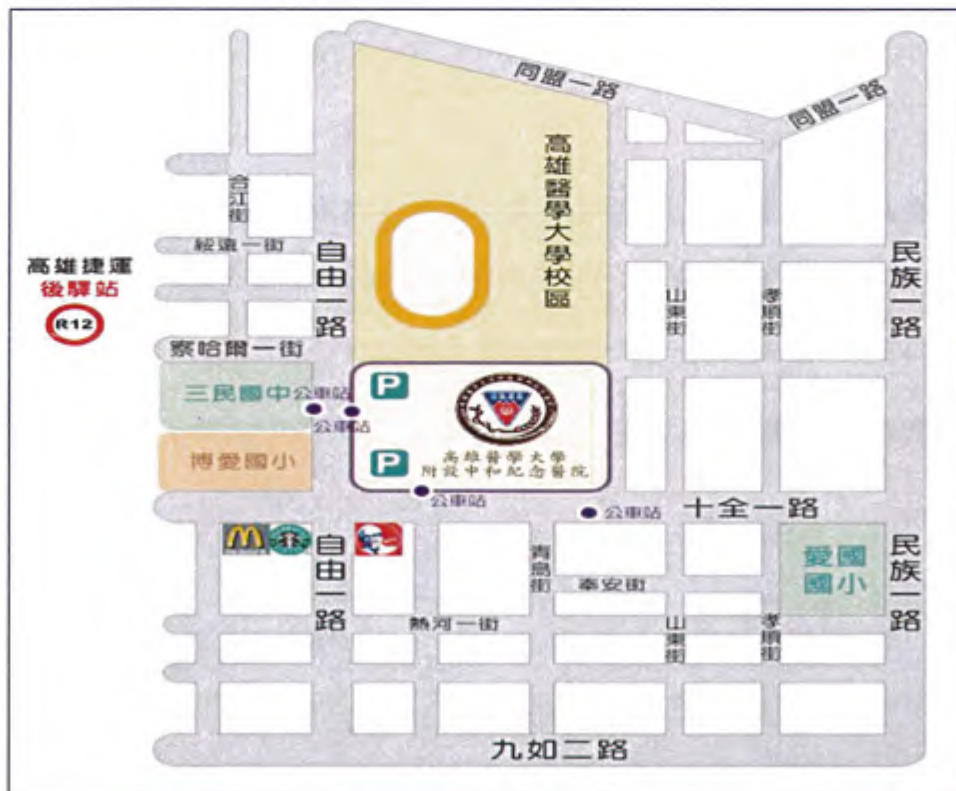 同盟一路
同盟一路
高雄醫學大學校區
合江街
綏遠一街
自由一路
民族一路
高雄捷運
後驛站
R12
山東街
孝順街
察哈爾一街
三民國中
公車站
P
公車站
博愛國小
P
高雄醫學大學
附設中和紀念醫院
公車站
公車站
十全一路
自由一路
青島街
愛國
國小
民族一路
奉安街
熱河一街
山東街
孝順街
九如二路